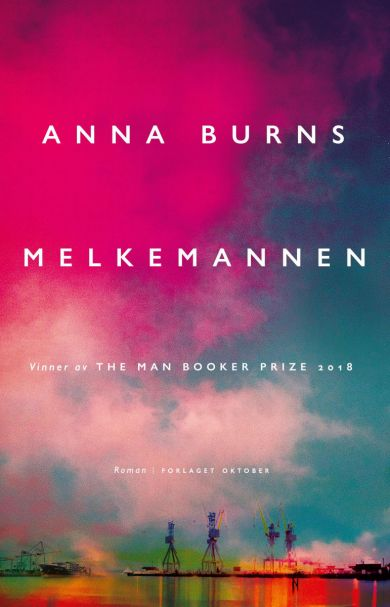 ANNA BURNS
MELKEMANNEN
Vinner av THE MAN BOOKER PRIZE 2018
Roman | FORLAGET OKTOBER